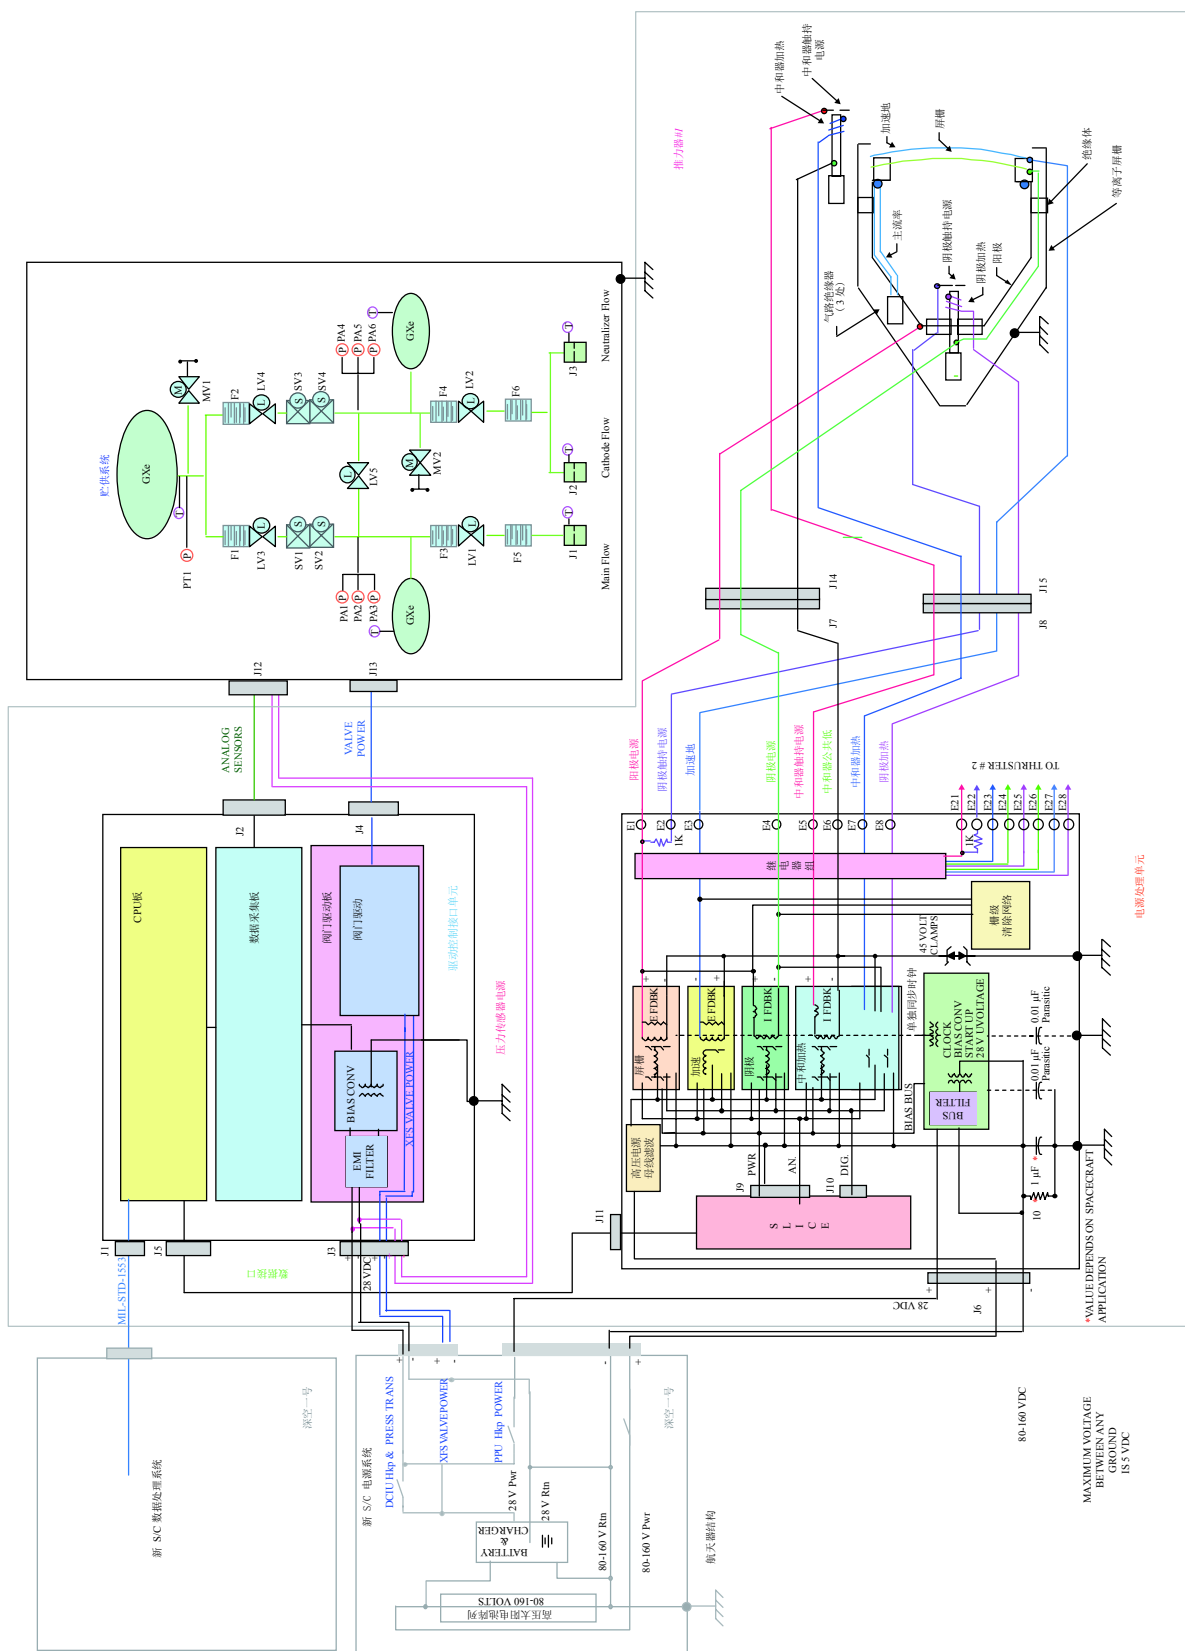 贮供系统
GXe
T
P
PT1
M
MV1
F1
L
LV3
S
SV1
S
SV2
F2
L
LV4
S
SV3
S
SV4
P
P
P
PA1
PA2
PA3
T
GXe
P
P
P
PA4
PA5
PA6
T
GXe
L
LV5
M
MV2
F3
L
LV1
F5
T
J1
Main Flow
F4
L
LV2
F6
T
J2
Cathode Flow
T
J3
Neutralizer Flow
J12
J13
ANALOG
SENSORS
VALVE
POWER
J2
J4
CPU板
数据采集板
阀门驱动板
阀门驱动
驱动控制接口单元
BIAS CONV
EMI
FILTER
XFS VALVE POWER
压力传感器电源
J1
J5
J3
+
-
+
-
28 VDC
MIL-STD-1553
数据接口
新 S/C 数据处理系统
深空一号
新 S/C 电源系统
DCIU Hkp & PRESS TRANS
XFS VALVE POWER
PPU Hkp POWER
+
-
+
-
28 V Pwr
28 V Rtn
BATTERY
&
CHARGER
80-160 V Rtn
80-160 V Pwr
-
+
高压太阳电池阵列
80-160 VOLTS
深空一号
航天器结构
推力器#1
中和器加热
中和器触持
电源
加速地
屏栅
绝缘体
等离子屏栅
主流率
气路绝缘器
(3 处)
阴极触持电源
阴极加热
阳极
J14
J7
J15
J8
阳极电源
阴极触持电源
加速地
阴极电源
中和器触持电源
中和器公共低
中和器加热
阴极加热
TO THRUSTER # 2
E1
E2
E3
E4
E5
E6
E7
E8
E21
E22
E23
E24
E25
E26
E27
E28
1K
1K
继电器组
电源处理单元
栅级
清除网络
45 VOLT
CLAMPS
+
-
-
+
+
-
+
-
E FDBK
E FDBK
I FDBK
I FDBK
屏栅
加速
阴极
中和加热
单独同步时钟
CLOCK
BIAS CONV
START UP
28 V UVOLTAGE
BUS
FILTER
BIAS BUS
0.01 µF
Parasitic
0.01 µF
Parasitic
高压电源
母线滤波
PWR
AN.
DIG.
J9
J10
J11
SLICE
1 µF *
*
10
*VALUE DEPENDS ON SPACECRAFT
APPLICATION
28 VDC
+
+
-
J6
80-160 VDC
MAXIMUM VOLTAGE
BETWEEN ANY
GROUND
IS 5 VDC